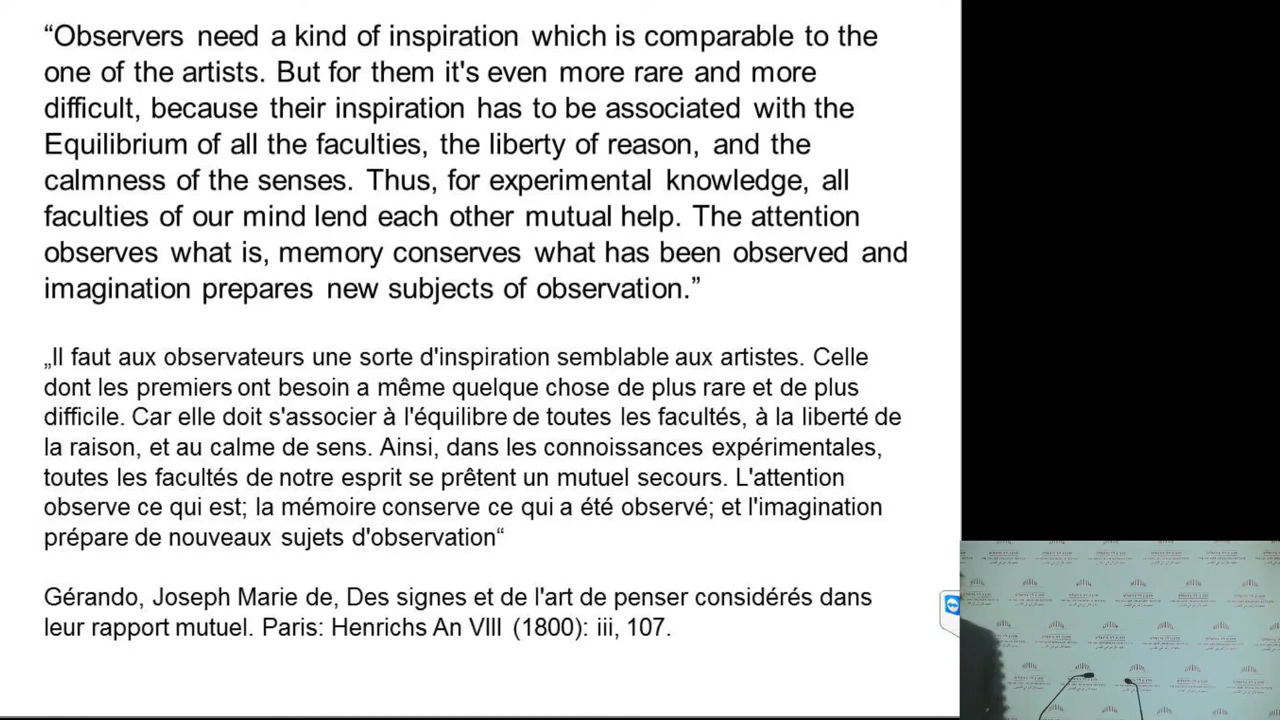 “Observers need a kind of inspiration which is comparable to the
one of the artists. But for them it's even more rare and more
difficult, because their inspiration has to be associated with the
Equilibrium of all the faculties, the liberty of reason, and the
calmness of the senses. Thus, for experimental knowledge, all
faculties of our mind lend each other mutual help. The attention
observes what is, memory conserves what has been observed and
imagination prepares new subjects of observation.”
„Il faut aux observateurs une sorte d'inspiration semblable aux artistes. Celle
dont les premiers ont besoin a même quelque chose de plus rare et de plus
difficile. Car elle doit s'associer à l'équilibre de toutes les facultés, à la liberté de
la raison, et au calme de sens. Ainsi, dans les connoissances expérimentales,
toutes les facultés de notre esprit se prêtent un mutuel secours. L'attention
observe ce qui est; la mémoire conserve ce qui a été observé; et l'imagination
prépare de nouveaux sujets d'observation“
Gérando, Joseph Marie de, Des signes et de l'art de penser considérés dans
leur rapport mutuel. Paris: Henrichs An VIII (1800): iii, 107.